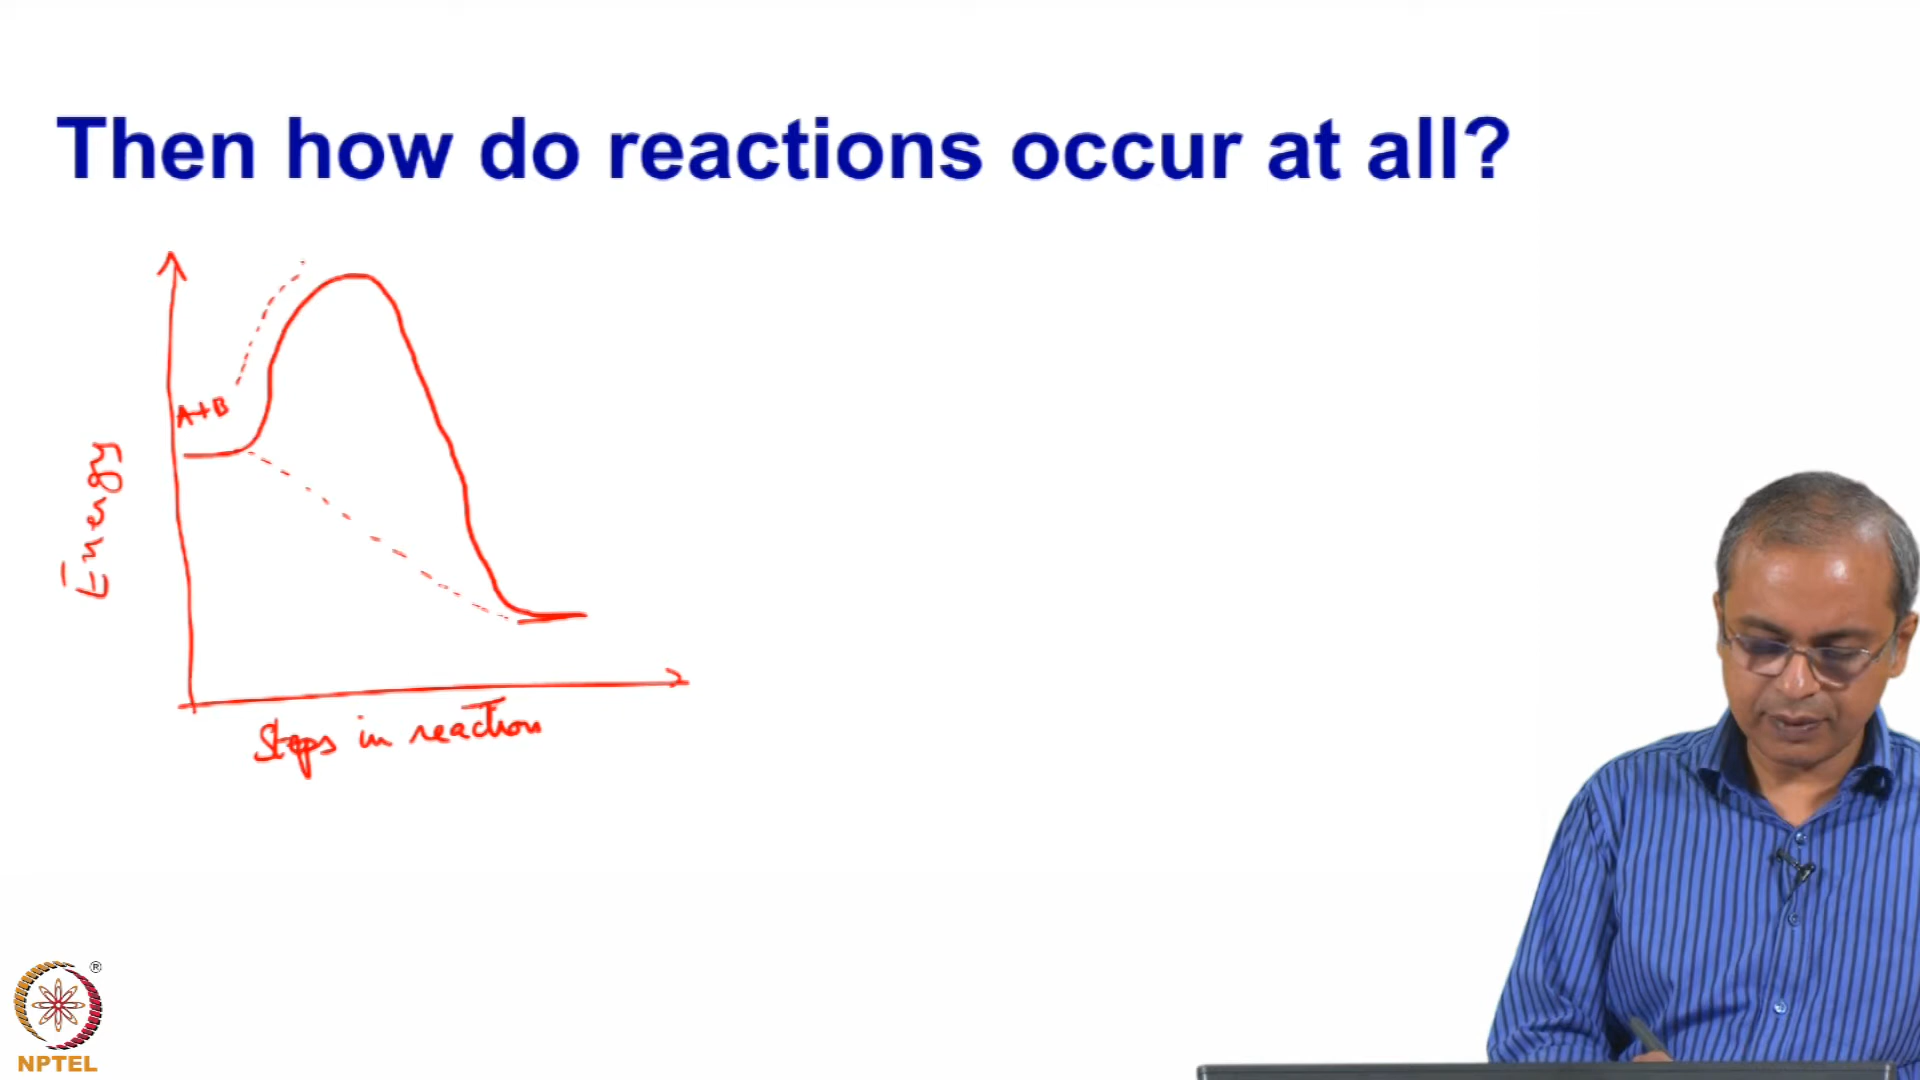 Then how do reactions occur at all?
A+B
Energy
Steps in reaction
®
NPTEL